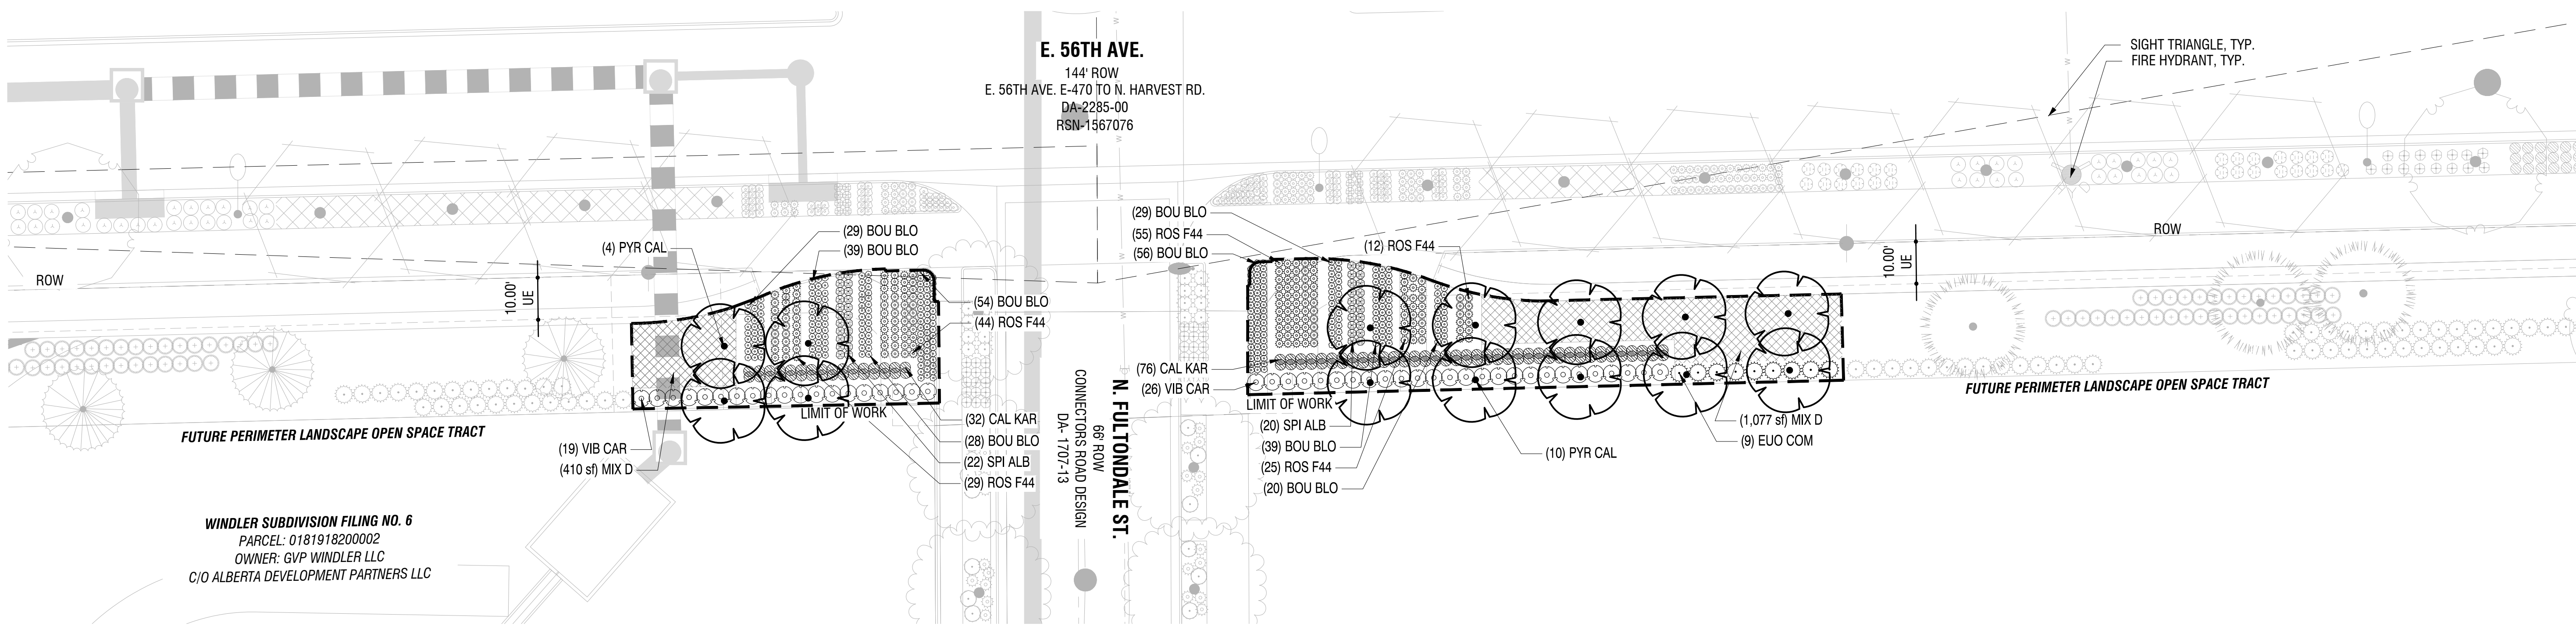 E. 56TH AVE.
144' ROW
E. 56TH AVE. E-470 TO N. HARVEST RD.
DA-2285-00
RSN-1567076
SIGHT TRIANGLE, TYP.
FIRE HYDRANT, TYP.
(4) PYR CAL
(29) BOU BLO
(39) BOU BLO
(29) BOU BLO
(55) ROS F44
(56) BOU BLO
(12) ROS F44
ROW
ROW
10.00'
UE
10.00'
UE
(54) BOU BLO
(44) ROS F44
(76) CAL KAR
(26) VIB CAR
LIMIT OF WORK
LIMIT OF WORK
FUTURE PERIMETER LANDSCAPE OPEN SPACE TRACT
FUTURE PERIMETER LANDSCAPE OPEN SPACE TRACT
(19) VIB CAR
(410 sf) MIX D
(32) CAL KAR
(28) BOU BLO
(22) SPI ALB
(29) ROS F44
N. FULTONDALE ST.
66' ROW
CONNECTORS ROAD DESIGN
DA- 1707-13
(20) SPI ALB
(39) BOU BLO
(25) ROS F44
(20) BOU BLO
(10) PYR CAL
(1,077 sf) MIX D
(9) EUO COM
WINDLER SUBDIVISION FILING NO. 6
PARCEL: 0181918200002
OWNER: GVP WINDLER LLC
C/O ALBERTA DEVELOPMENT PARTNERS LLC
W
W
W
W
W
W
W